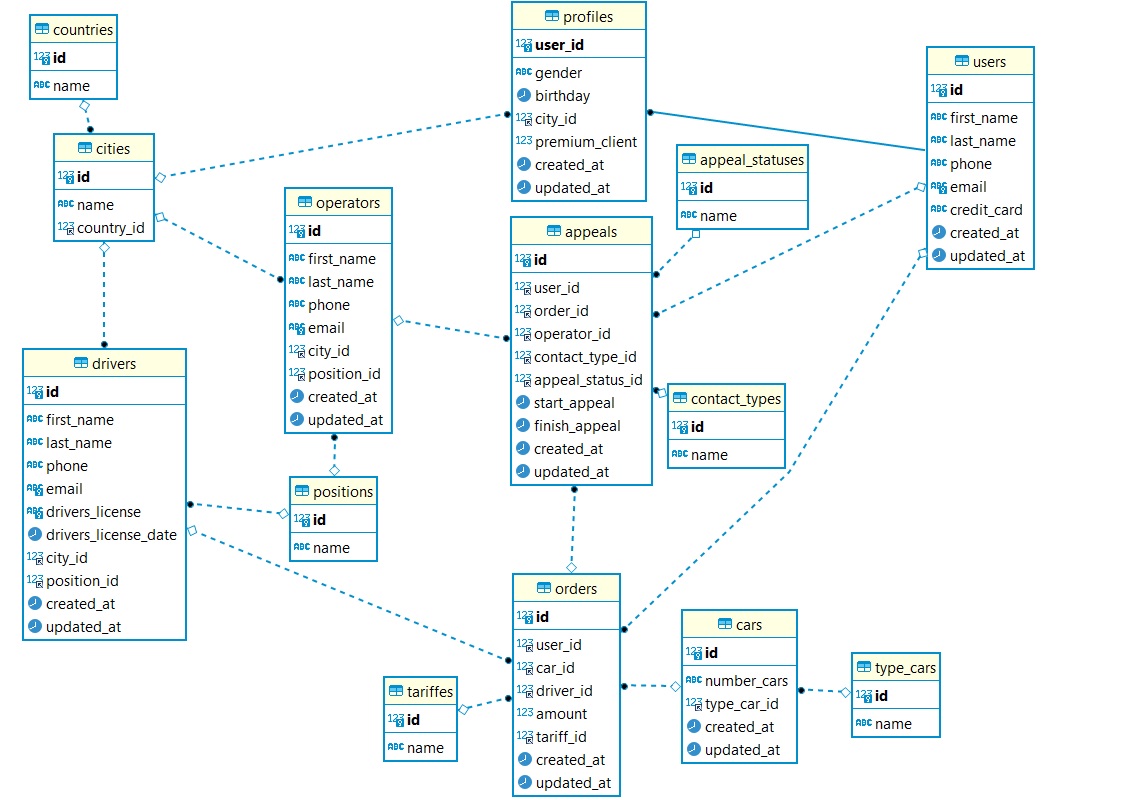 countries
id
name
cities
id
name
country_id
drivers
id
first_name
last_name
phone
email
drivers_license
drivers_license_date
city_id
position_id
created_at
updated_at
operators
id
first_name
last_name
phone
email
city_id
position_id
created_at
updated_at
positions
id
name
tariffes
id
name
profiles
user_id
gender
birthday
city_id
premium_client
created_at
updated_at
appeals
id
user_id
order_id
operator_id
contact_type_id
appeal_status_id
start_appeal
finish_appeal
created_at
updated_at
orders
id
user_id
car_id
driver_id
amount
tariff_id
created_at
updated_at
appeal_statuses
id
name
contact_types
id
name
cars
id
number_cars
type_car_id
created_at
updated_at
type_cars
id
name
users
id
first_name
last_name
phone
email
credit_card
created_at
updated_at